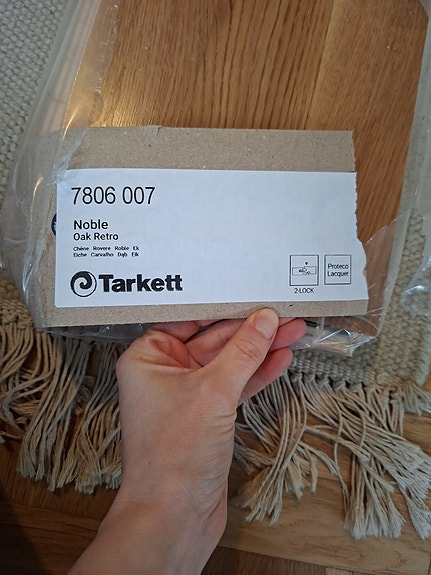 7806 007
Noble
Oak Retro
Chêne Rovere Roble Ek
Eiche Carvalho Dąb Eik
Tarkett
2-LOCK
Proteco
Lacquer